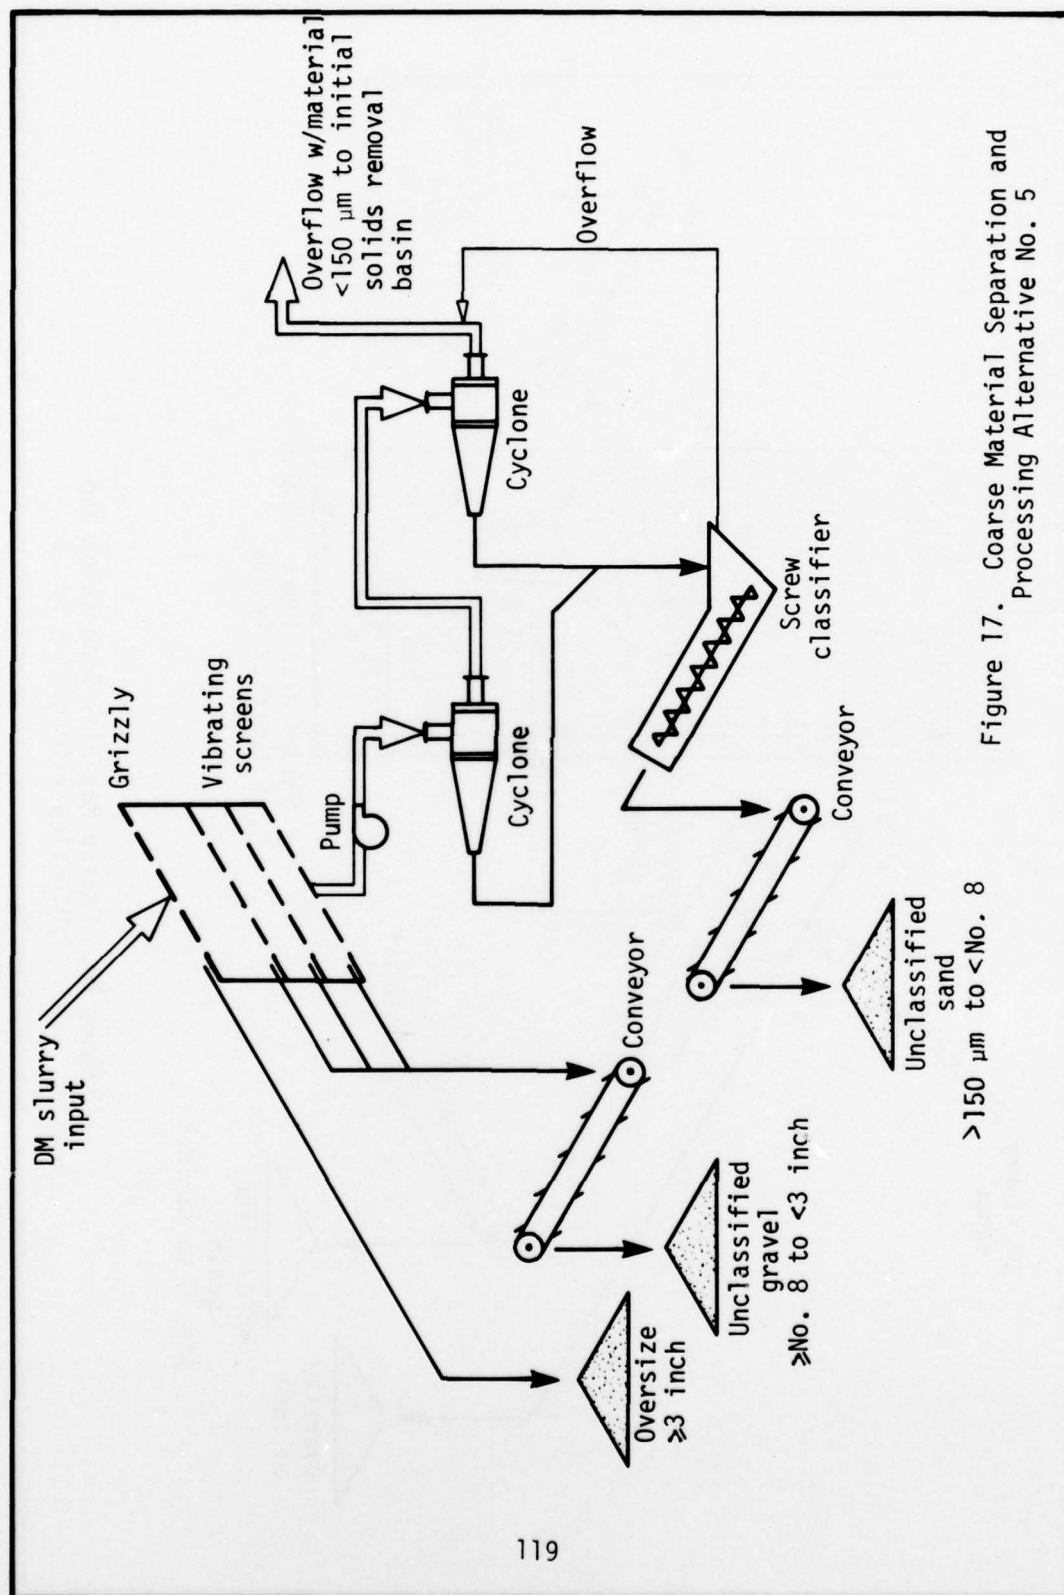 DM slurry
input
Grizzly
Vibrating
screens
Pump
Cyclone
Cyclone
Overflow w/material
<150 µm to initial
solids removal
basin
Overflow
Screw
classifier
Conveyor
Conveyor
Oversize
≥3 inch
Unclassified
gravel
≥No. 8 to <3 inch
Unclassified
sand
>150 µm to <No. 8
Figure 17. Coarse Material Separation and
Processing Alternative No. 5
119